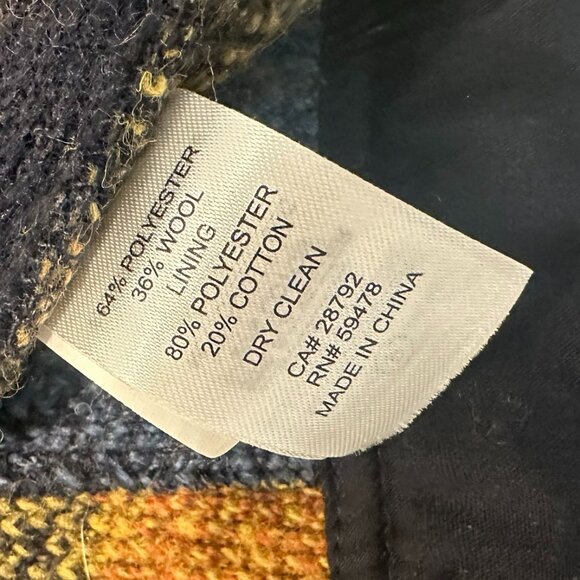 64% POLYESTER
36% WOOL
LINING
80% POLYESTER
20% COTTON
DRY CLEAN
CA# 28792
RN# 59478
MADE IN CHINA